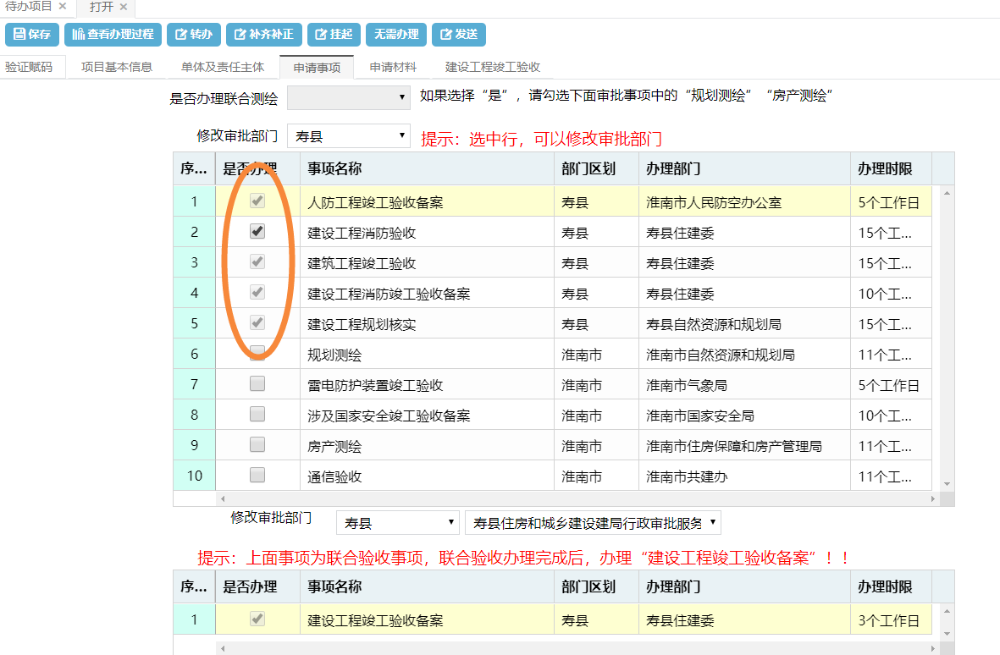 待办项目 × 打开 ×
保存 查看办理过程 转办 补齐补正 挂起 无需办理 发送
验证赋码 项目基本信息 单体及责任主体 申请事项 申请材料 建设工程竣工验收
是否办理联合测绘 如果选择“是”，请勾选下面审批事项中的“规划测绘” “房产测绘”
修改审批部门 寿县 提示：选中行，可以修改审批部门
序... 是否办理 事项名称 部门区划 办理部门 办理时限
1 人防工程竣工验收备案 寿县 淮南市人民防空办公室 5个工作日
2 建设工程消防验收 寿县 寿县住建委 15个工...
3 建筑工程竣工验收 寿县 寿县住建委 15个工...
4 建设工程消防竣工验收备案 寿县 寿县住建委 10个工...
5 建设工程规划核实 寿县 寿县自然资源和规划局 15个工...
6 规划测绘 淮南市 淮南市自然资源和规划局 11个工...
7 雷电防护装置竣工验收 淮南市 淮南市气象局 5个工作日
8 涉及国家安全竣工验收备案 淮南市 淮南市国家安全局 10个工...
9 房产测绘 淮南市 淮南市住房保障和房产管理局 11个工...
10 通信验收 淮南市 淮南市共建办 11个工...
修改审批部门 寿县 寿县住房和城乡建设建局行政审批服务
提示：上面事项为联合验收事项，联合验收办理完成后，办理“建设工程竣工验收备案”！！
序... 是否办理 事项名称 部门区划 办理部门 办理时限
1 建设工程竣工验收备案 寿县 寿县住建委 3个工作日